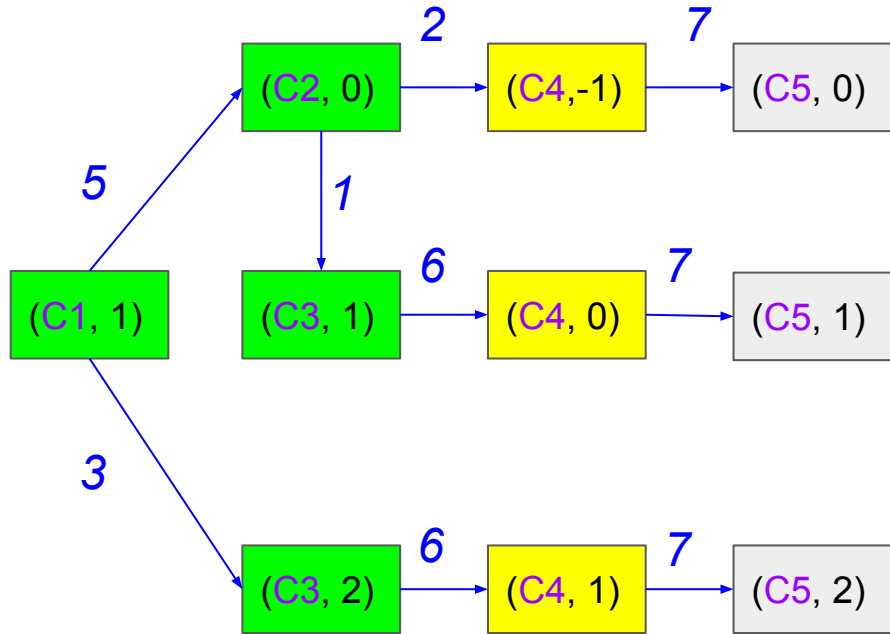 2 7
(C2, 0) (C4,-1) (C5, 0)
5 1
6 7
(C1, 1) (C3, 1) (C4, 0) (C5, 1)
3
6 7
(C3, 2) (C4, 1) (C5, 2)